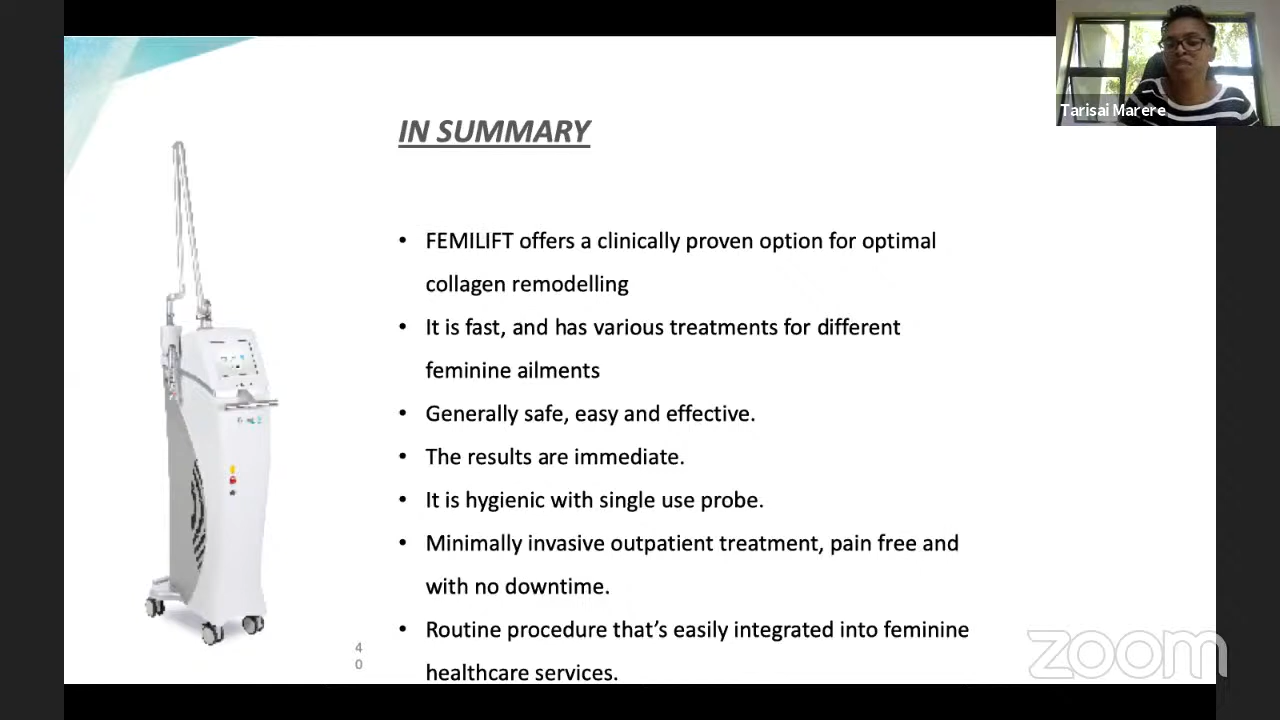 Tarisai Marere
IN SUMMARY
• FEMILIFT offers a clinically proven option for optimal
collagen remodelling
• It is fast, and has various treatments for different
feminine ailments
• Generally safe, easy and effective.
• The results are immediate.
• It is hygienic with single use probe.
• Minimally invasive outpatient treatment, pain free and
with no downtime.
• Routine procedure that’s easily integrated into feminine
healthcare services.
4
0
zoom